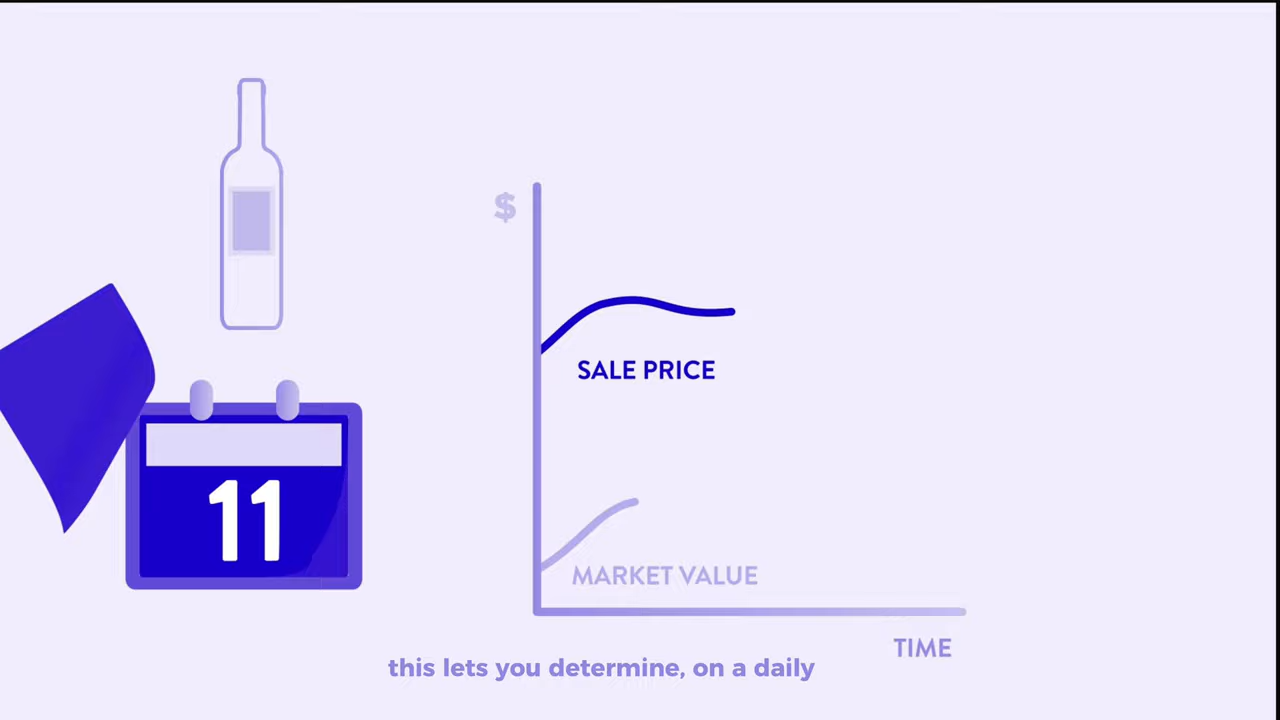 $
SALE PRICE
11
MARKET VALUE
TIME
this lets you determine, on a daily